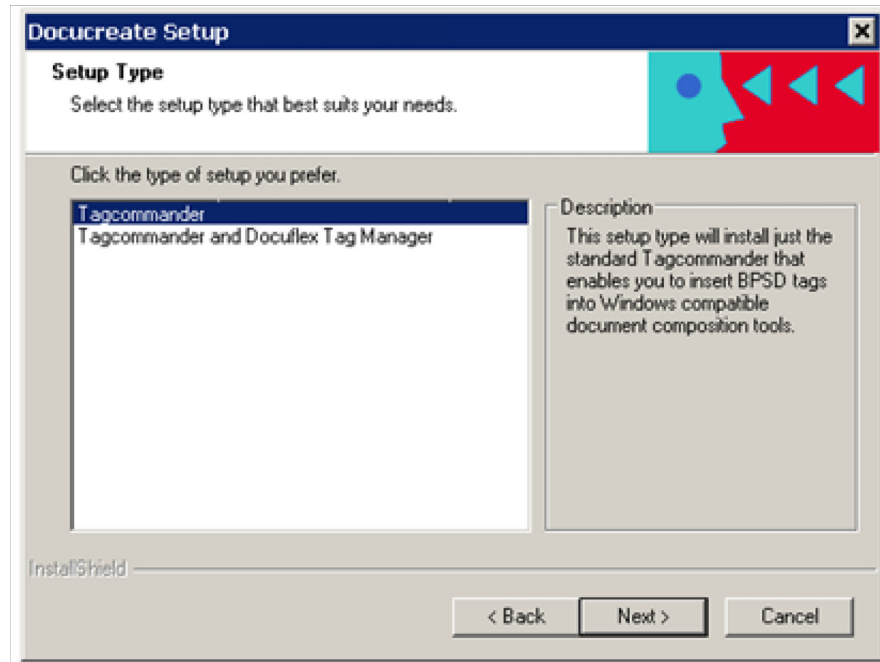 Docucreate Setup
Setup Type
Select the setup type that best suits your needs.
Click the type of setup you prefer.
Tagcommander
Tagcommander and Docuflex Tag Manager
Description
This setup type will install just the
standard Tagcommander that
enables you to insert BPSD tags
into Windows compatible
document composition tools.
InstallShield
< Back
Next >
Cancel